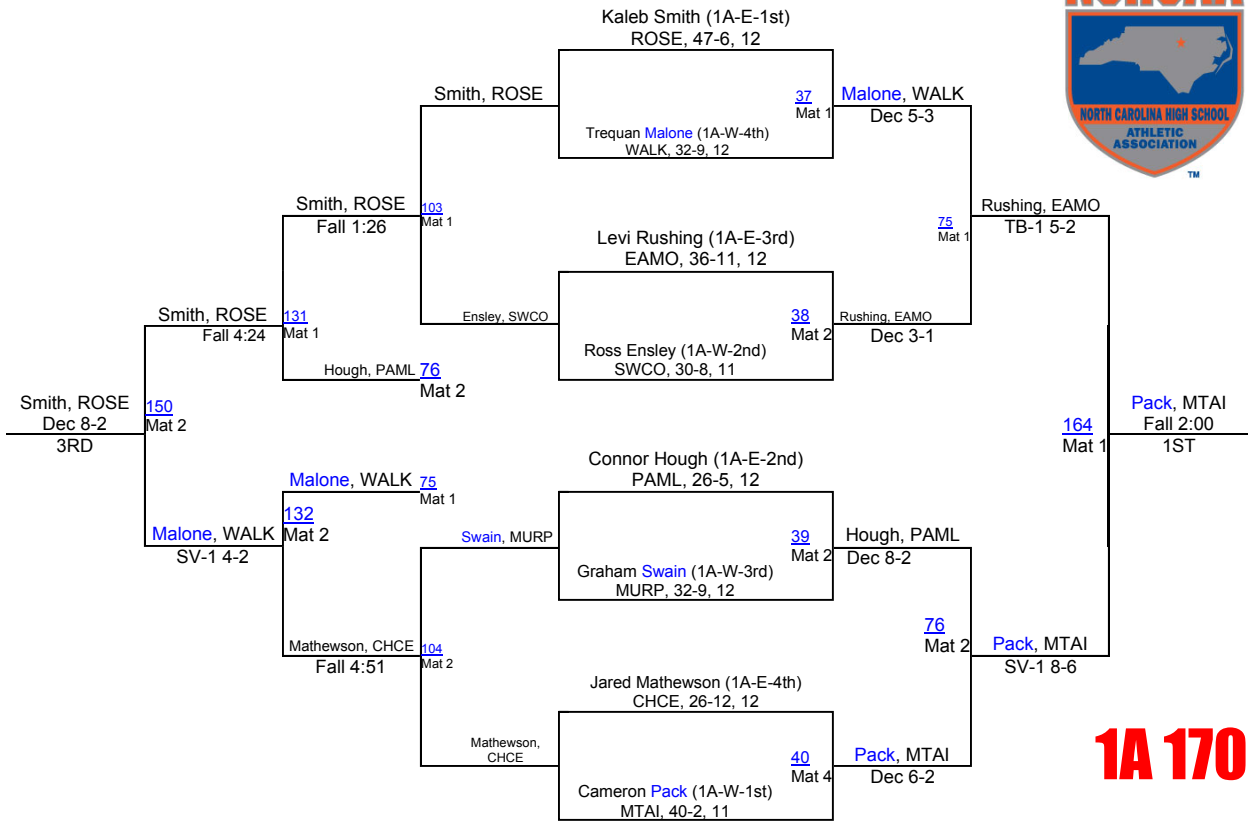 Kaleb Smith (1A-E-1st)
ROSE, 47-6, 12
NORTH CAROLINA HIGH SCHOOL
ATHLETIC
ASSOCIATION
TM
Smith, ROSE
37
Mat 1
Malone, WALK
Dec 5-3
Trequan Malone (1A-W-4th)
WALK, 32-9, 12
Smith, ROSE
Fall 1:26
103
Mat 1
75
Mat 1
Rushing, EAMO
TB-1 5-2
Levi Rushing (1A-E-3rd)
EAMO, 36-11, 12
Smith, ROSE
Fall 4:24
131
Mat 1
Ensley, SWCO
38
Mat 2
Rushing, EAMO
Dec 3-1
Ross Ensley (1A-W-2nd)
SWCO, 30-8, 11
Hough, PAML
76
Mat 2
Smith, ROSE
Dec 8-2
3RD
150
Mat 2
164
Mat 1
Pack, MTAI
Fall 2:00
1ST
Connor Hough (1A-E-2nd)
PAML, 26-5, 12
Malone, WALK
75
Mat 1
132
Mat 2
Malone, WALK
SV-1 4-2
Swain, MURP
39
Mat 2
Hough, PAML
Dec 8-2
Graham Swain (1A-W-3rd)
MURP, 32-9, 12
Mathewson, CHCE
Fall 4:51
104
Mat 2
76
Mat 2
Pack, MTAI
SV-1 8-6
Jared Mathewson (1A-E-4th)
CHCE, 26-12, 12
Mathewson,
CHCE
40
Mat 4
Pack, MTAI
Dec 6-2
Cameron Pack (1A-W-1st)
MTAI, 40-2, 11
1A 170